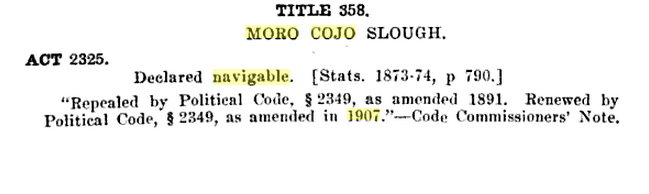 TITLE 358.
MORO COJO SLOUGH.
ACT 2325.
Declared navigable. [Stats. 1873-74, p 790.]
"Repealed by Political Code, § 2349, as amended 1891. Renewed by
Political Code, § 2349, as amended in 1907."—Code Commissioners' Note.